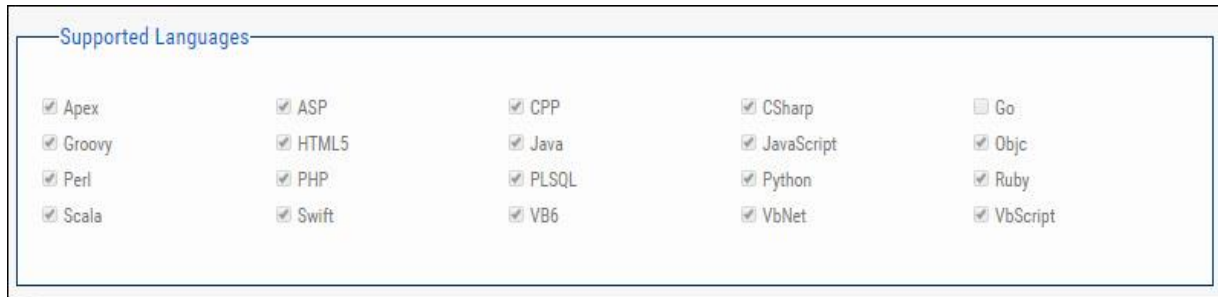 Supported Languages
Apex ASP CPP CSharp Go
Groovy HTML5 Java JavaScript Objc
Perl PHP PLSQL Python Ruby
Scala Swift VB6 VbNet VbScript